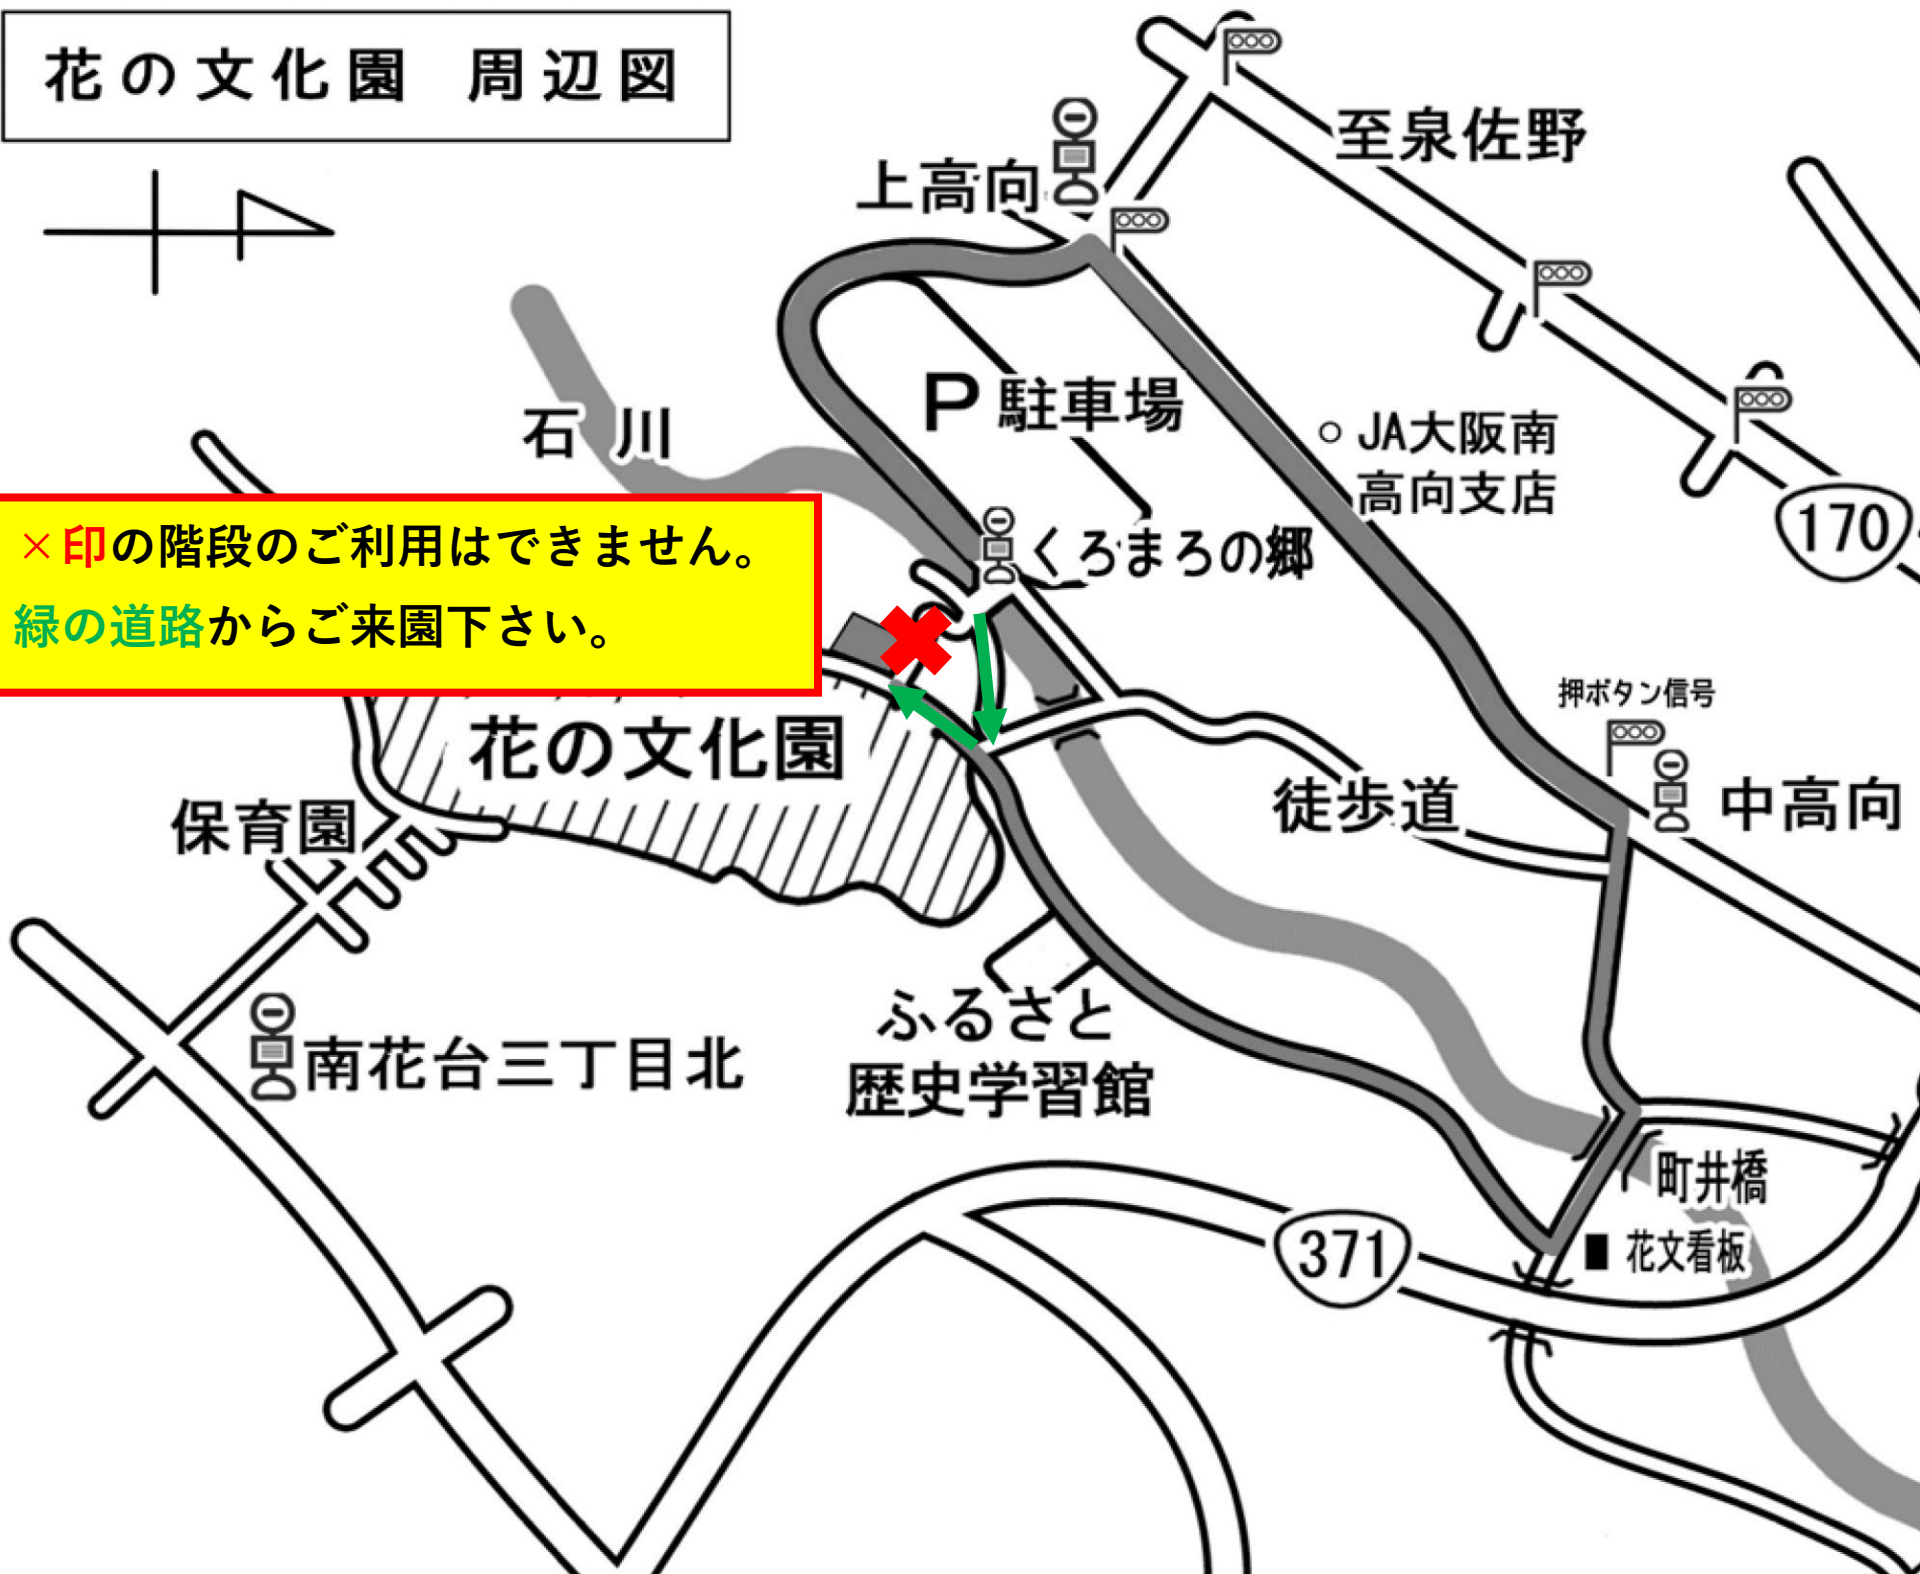 花の文化園 周辺図
至泉佐野
上高向
P 駐車場
石川
JA大阪南
高向支店
170
×印の階段のご利用はできません。
緑の道路からご来園下さい。
くろまろの郷
押ボタン信号
花の文化園
中高向
徒歩道
保育園
ふるさと
歴史学習館
南花台三丁目北
町井橋
371
花文看板